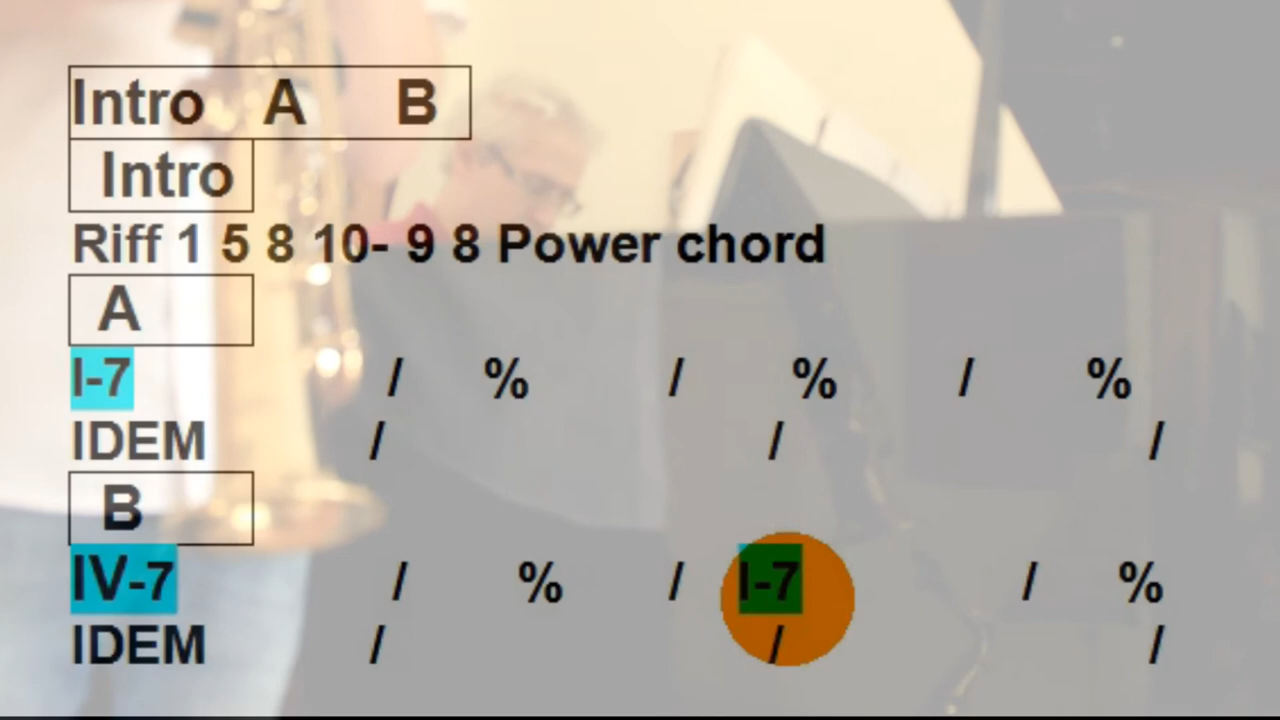 Intro A B
Intro
Riff 1 5 8 10- 9 8 Power chord
A
I-7 / % / % / %
IDEM / / /
B
IV-7 / % / I-7 / %
IDEM / / /